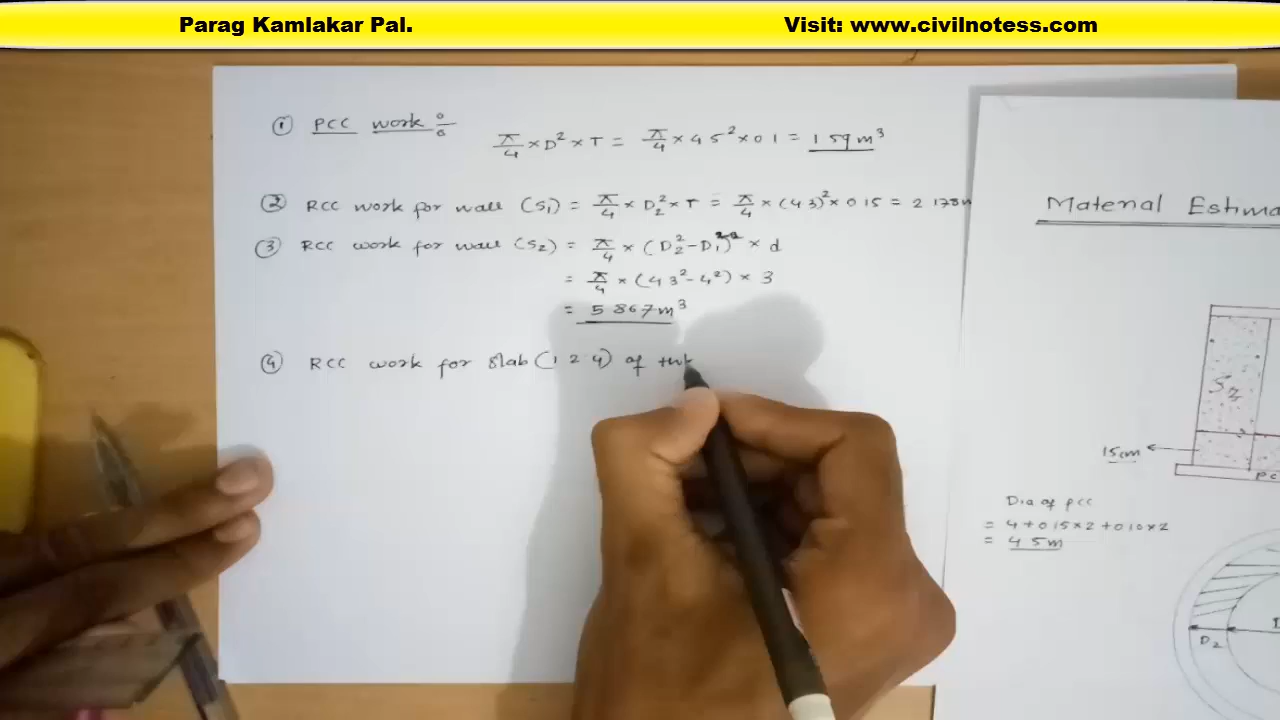 Parag Kamlakar Pal.
Visit: www.civilnotess.com
① PCC work :
π/4 × D² × T = π/4 × 4 5² × 0 1 = 1 59 m³
② RCC work for wall (S₁) = π/4 × D₂² × T = π/4 × (4 3)² × 0 15 = 2 178
③ RCC work for wall (S₂) = π/4 × (D₂² - D₁²) × d
= π/4 × (4 3² - 4²) × 3
= 5 867 m³
④ RCC work for slab (1 2 4) of
Material Estima
S₂
15cm
PC
Dia of PCC
= 4 + 0 15 × 2 + 0 10 × 2
= 4 5m
D₂